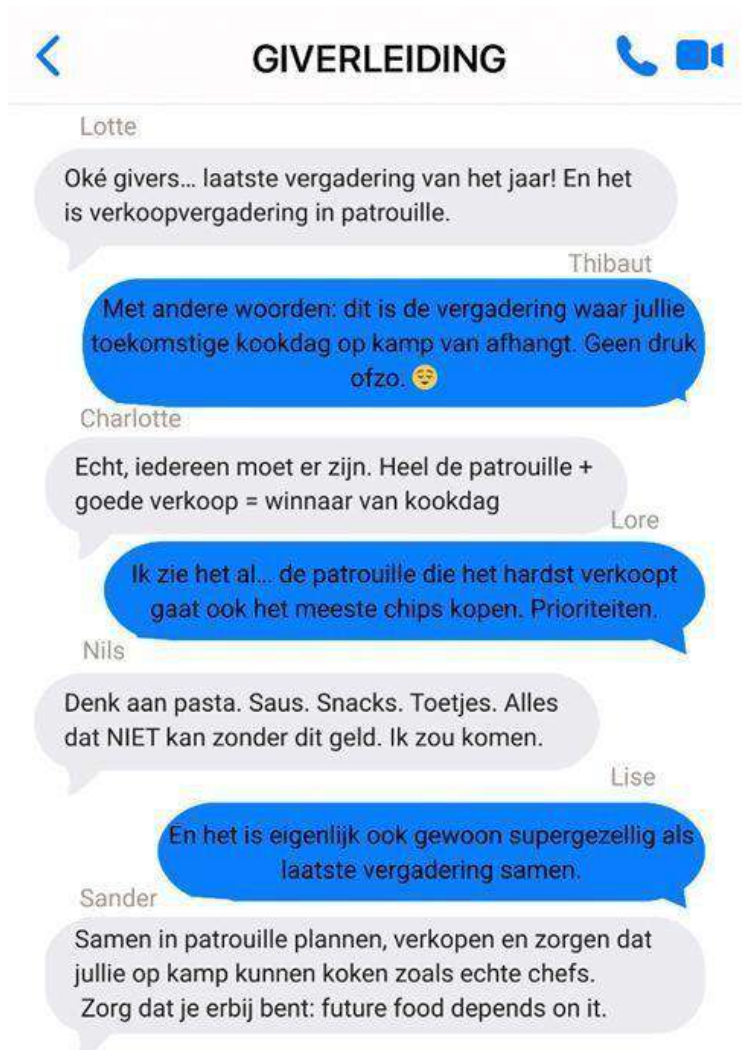 GIVERLEIDING
Lotte
Oké givers... laatste vergadering van het jaar! En het
is verkoopvergadering in patrouille.
Thibaut
Met andere woorden: dit is de vergadering waar jullie
toekomstige kookdag op kamp van afhangt. Geen druk
ofzo. 😌
Charlotte
Echt, iedereen moet er zijn. Heel de patrouille +
goede verkoop = winnaar van kookdag
Lore
Ik zie het al... de patrouille die het hardst verkoopt
gaat ook het meeste chips kopen. Prioriteiten.
Nils
Denk aan pasta. Saus. Snacks. Toetjes. Alles
dat NIET kan zonder dit geld. Ik zou komen.
Lise
En het is eigenlijk ook gewoon supergezellig als
laatste vergadering samen.
Sander
Samen in patrouille plannen, verkopen en zorgen dat
jullie op kamp kunnen koken zoals echte chefs.
Zorg dat je erbij bent: future food depends on it.